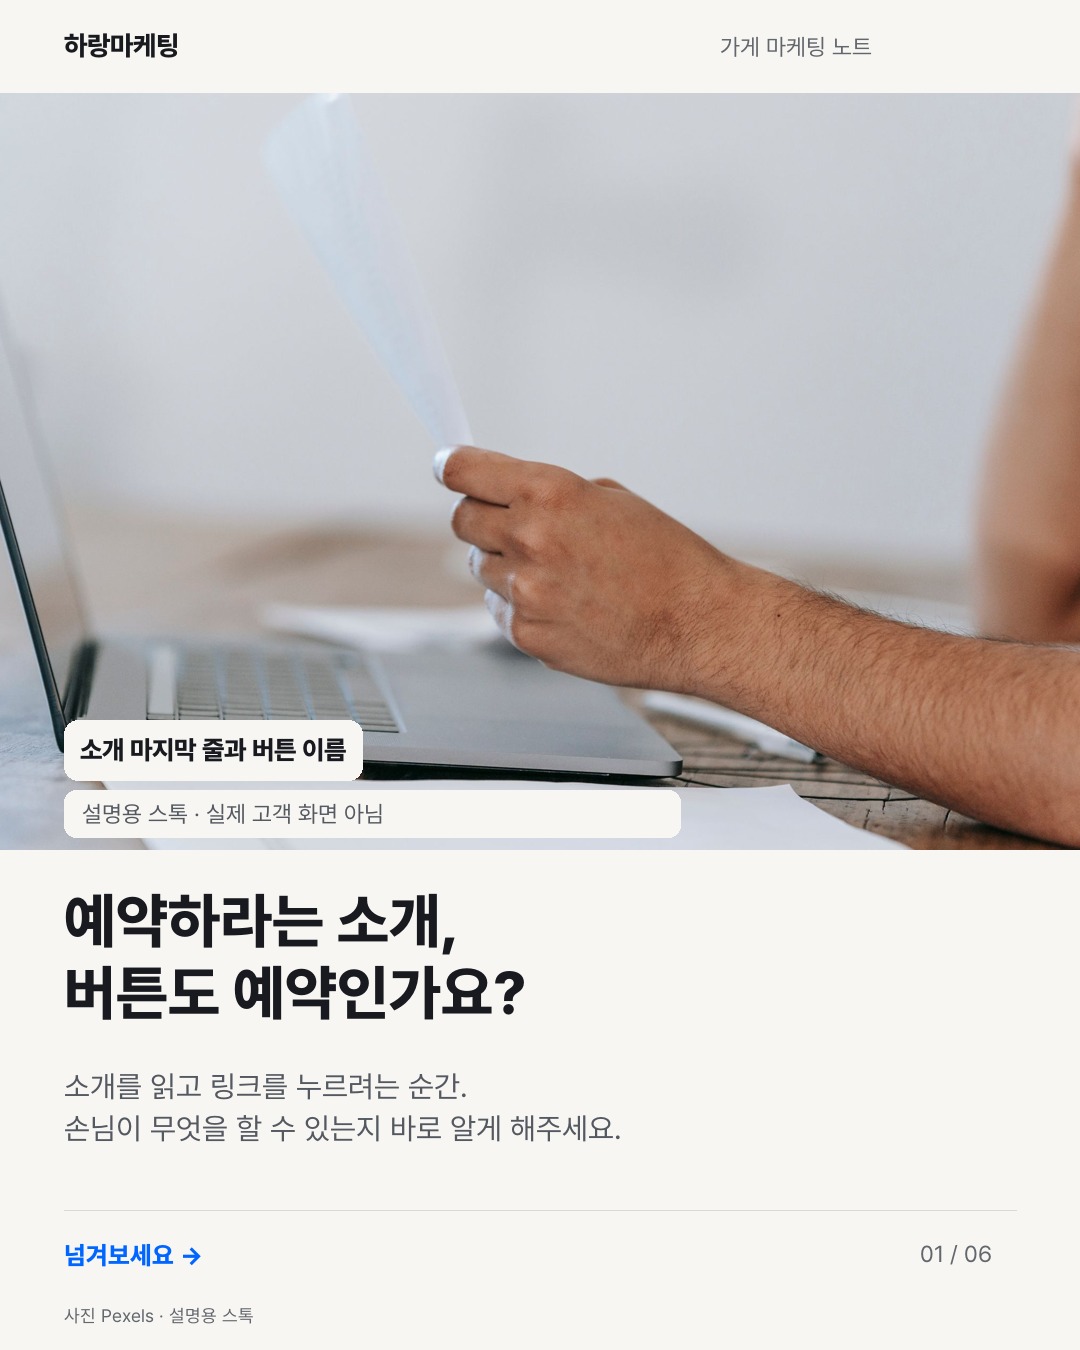 하랑마케팅
가게 마케팅 노트
소개 마지막 줄과 버튼 이름
설명용 스톡 · 실제 고객 화면 아님
예약하라는 소개,
버튼도 예약인가요?
소개를 읽고 링크를 누르려는 순간.
손님이 무엇을 할 수 있는지 바로 알게 해주세요.
넘겨보세요 →
01 / 06
사진 Pexels · 설명용 스톡